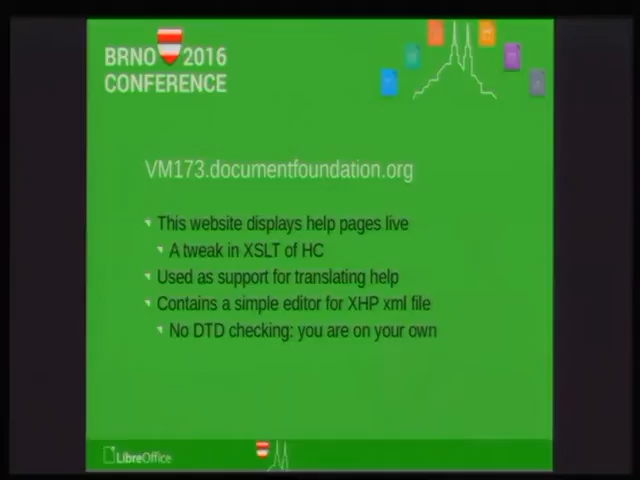 BRNO 2016
CONFERENCE
VM173.documentfoundation.org
This website displays help pages live
A tweak in XSLT of HC
Used as support for translating help
Contains a simple editor for XHP xml file
No DTD checking: you are on your own
LibreOffice